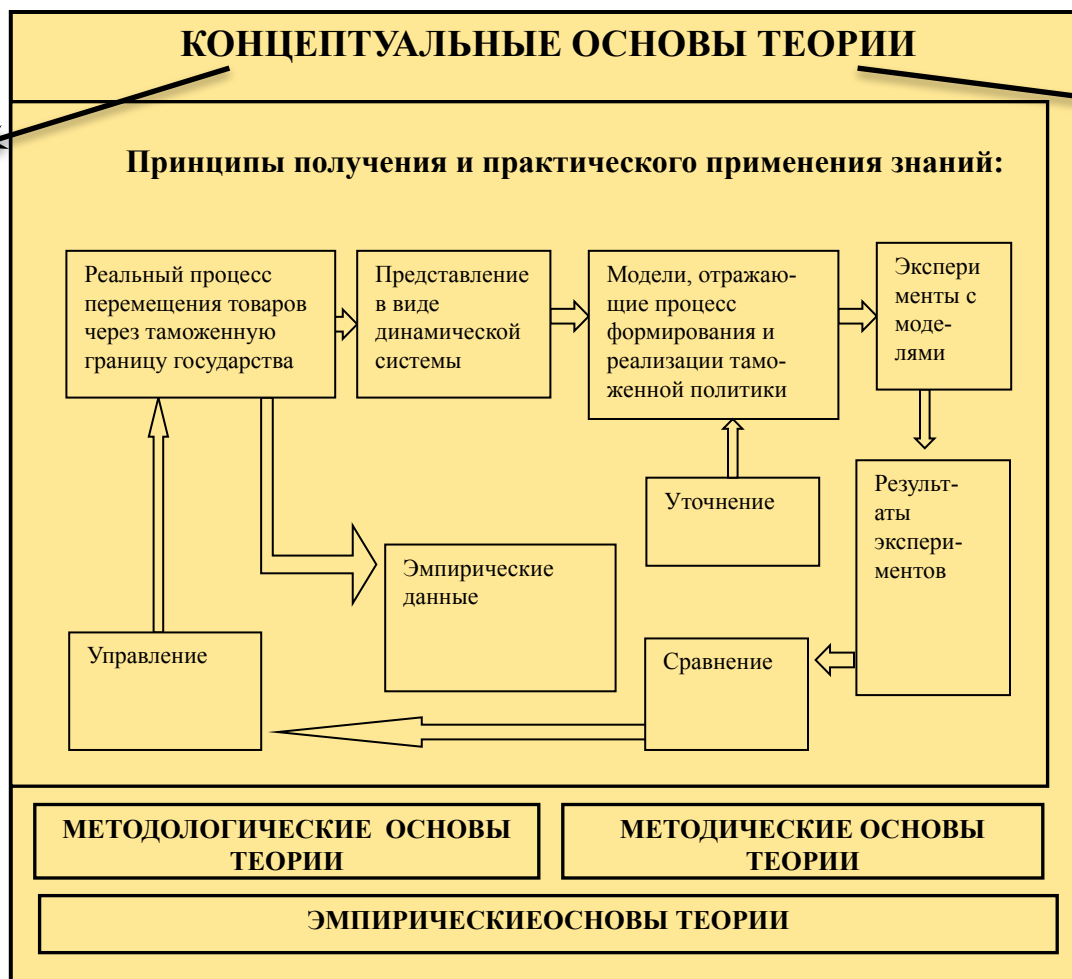 КОНЦЕПТУАЛЬНЫЕ ОСНОВЫ ТЕОРИИ
Принципы получения и практического применения знаний:
Реальный процесс
перемещения товаров
через таможенную
границу государства
Представление
в виде
динамической
системы
Модели, отражаю-
щие процесс
формирования и
реализации тамо-
женной политики
Экспери
менты с
моде-
лями
Уточнение
Результ-
аты
экспери-
ментов
Эмпирические
данные
Управление
Сравнение
МЕТОДОЛОГИЧЕСКИЕ ОСНОВЫ
ТЕОРИИ
МЕТОДИЧЕСКИЕ ОСНОВЫ
ТЕОРИИ
ЭМПИРИЧЕСКИЕОСНОВЫ ТЕОРИИ